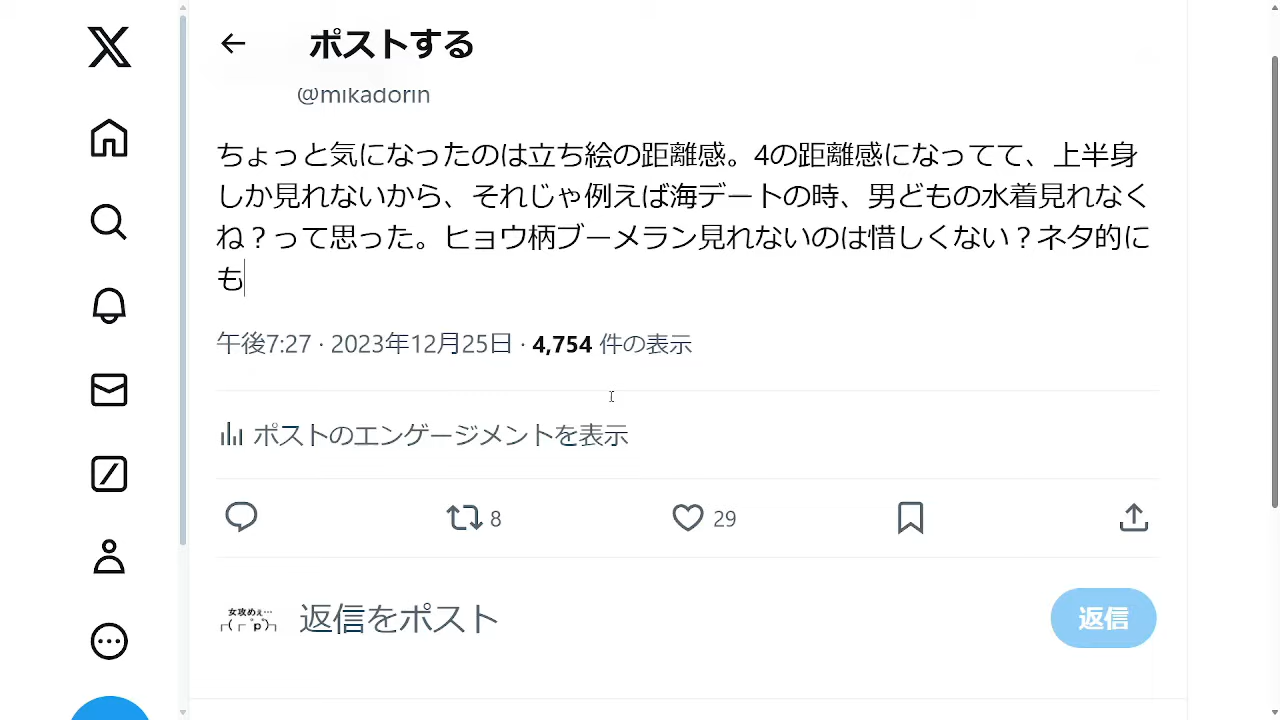 ポストする
@mikadorin
ちょっと気になったのは立ち絵の距離感。4の距離感になってて、上半身
しか見れないから、それじゃ例えば海デートの時、男どもの水着見れなく
ね？って思った。ヒョウ柄ブーメラン見れないのは惜しくない？ネタ的に
も
午後7:27 · 2023年12月25日 · 4,754 件の表示
ポストのエンゲージメントを表示
8
29
女攻めぇ…
┌(┌ ﾟpﾞ)┐
返信をポスト
返信